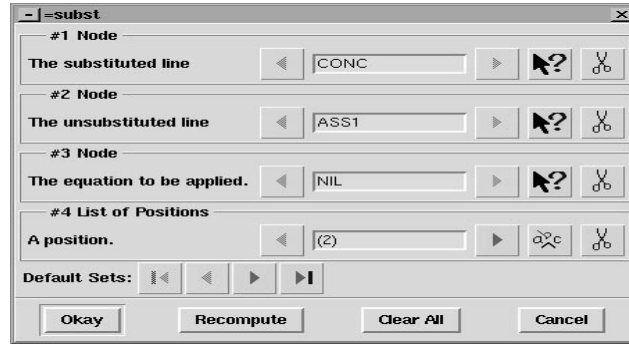 =subst
#1 Node
The substituted line CONC
#2 Node
The unsubstituted line ASS1
#3 Node
The equation to be applied. NIL
#4 List of Positions
A position. (2)
Default Sets:
Okay Recompute Clear All Cancel